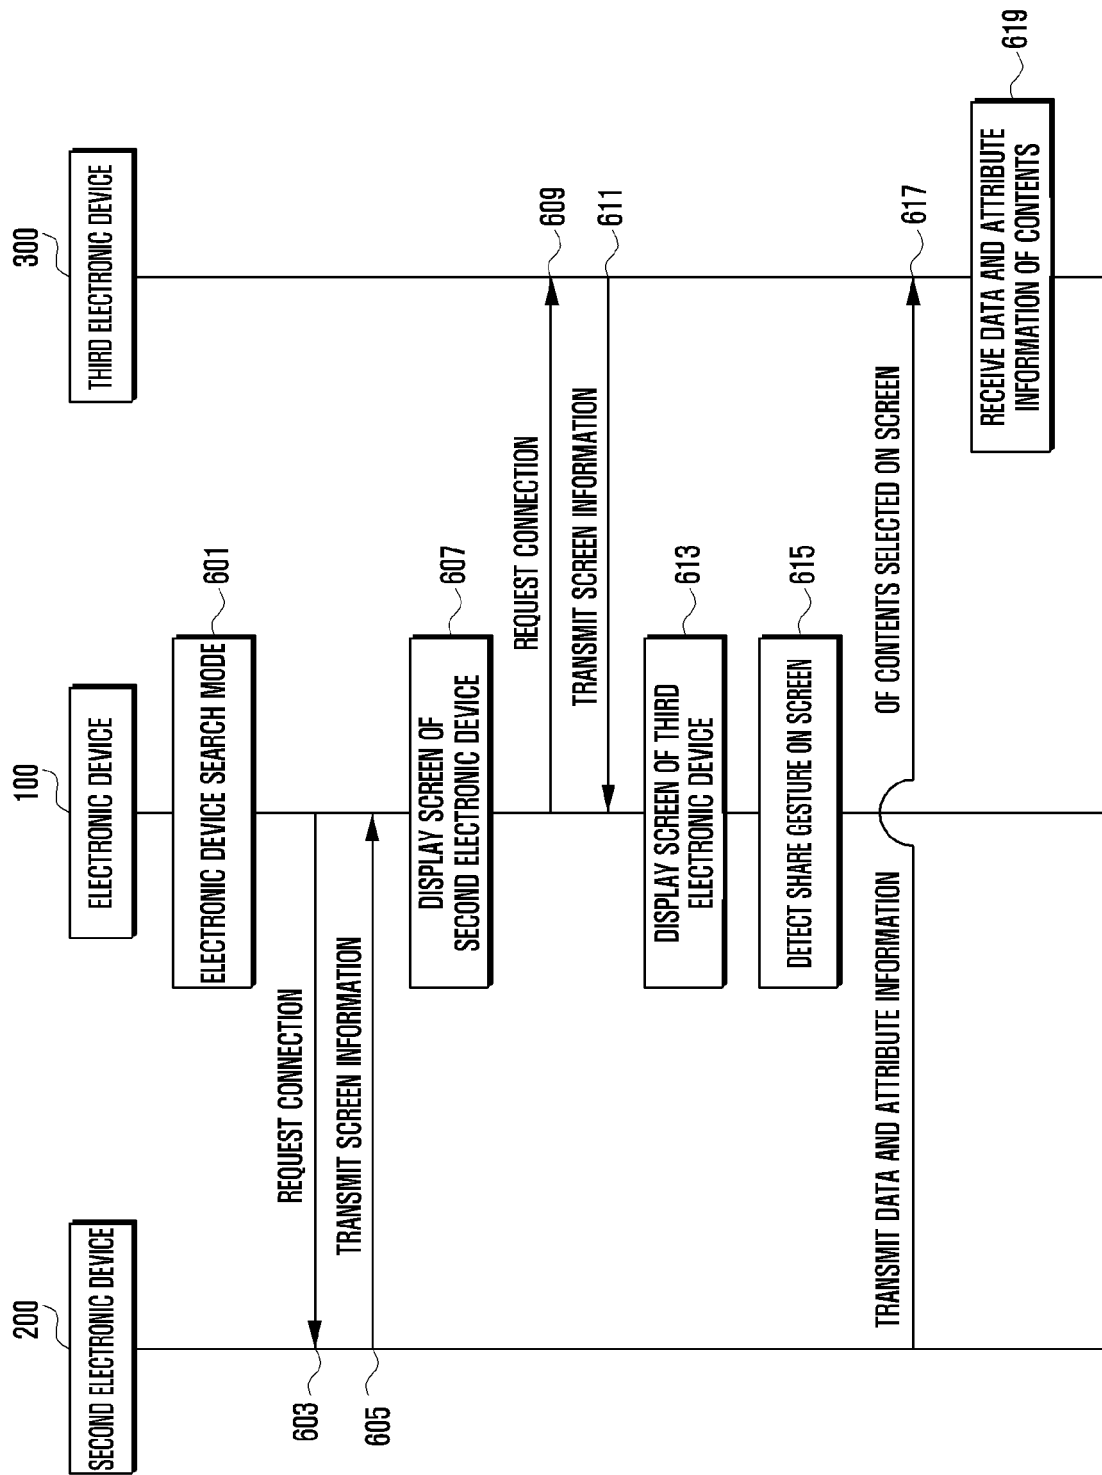 200
SECOND ELECTRONIC DEVICE
100
ELECTRONIC DEVICE
300
THIRD ELECTRONIC DEVICE
ELECTRONIC DEVICE SEARCH MODE
601
REQUEST CONNECTION
603
TRANSMIT SCREEN INFORMATION
605
DISPLAY SCREEN OF
SECOND ELECTRONIC DEVICE
607
REQUEST CONNECTION
609
TRANSMIT SCREEN INFORMATION
611
DISPLAY SCREEN OF THIRD
ELECTRONIC DEVICE
613
DETECT SHARE GESTURE ON SCREEN
615
TRANSMIT DATA AND ATTRIBUTE INFORMATION
OF CONTENTS SELECTED ON SCREEN
617
RECEIVE DATA AND ATTRIBUTE
INFORMATION OF CONTENTS
619